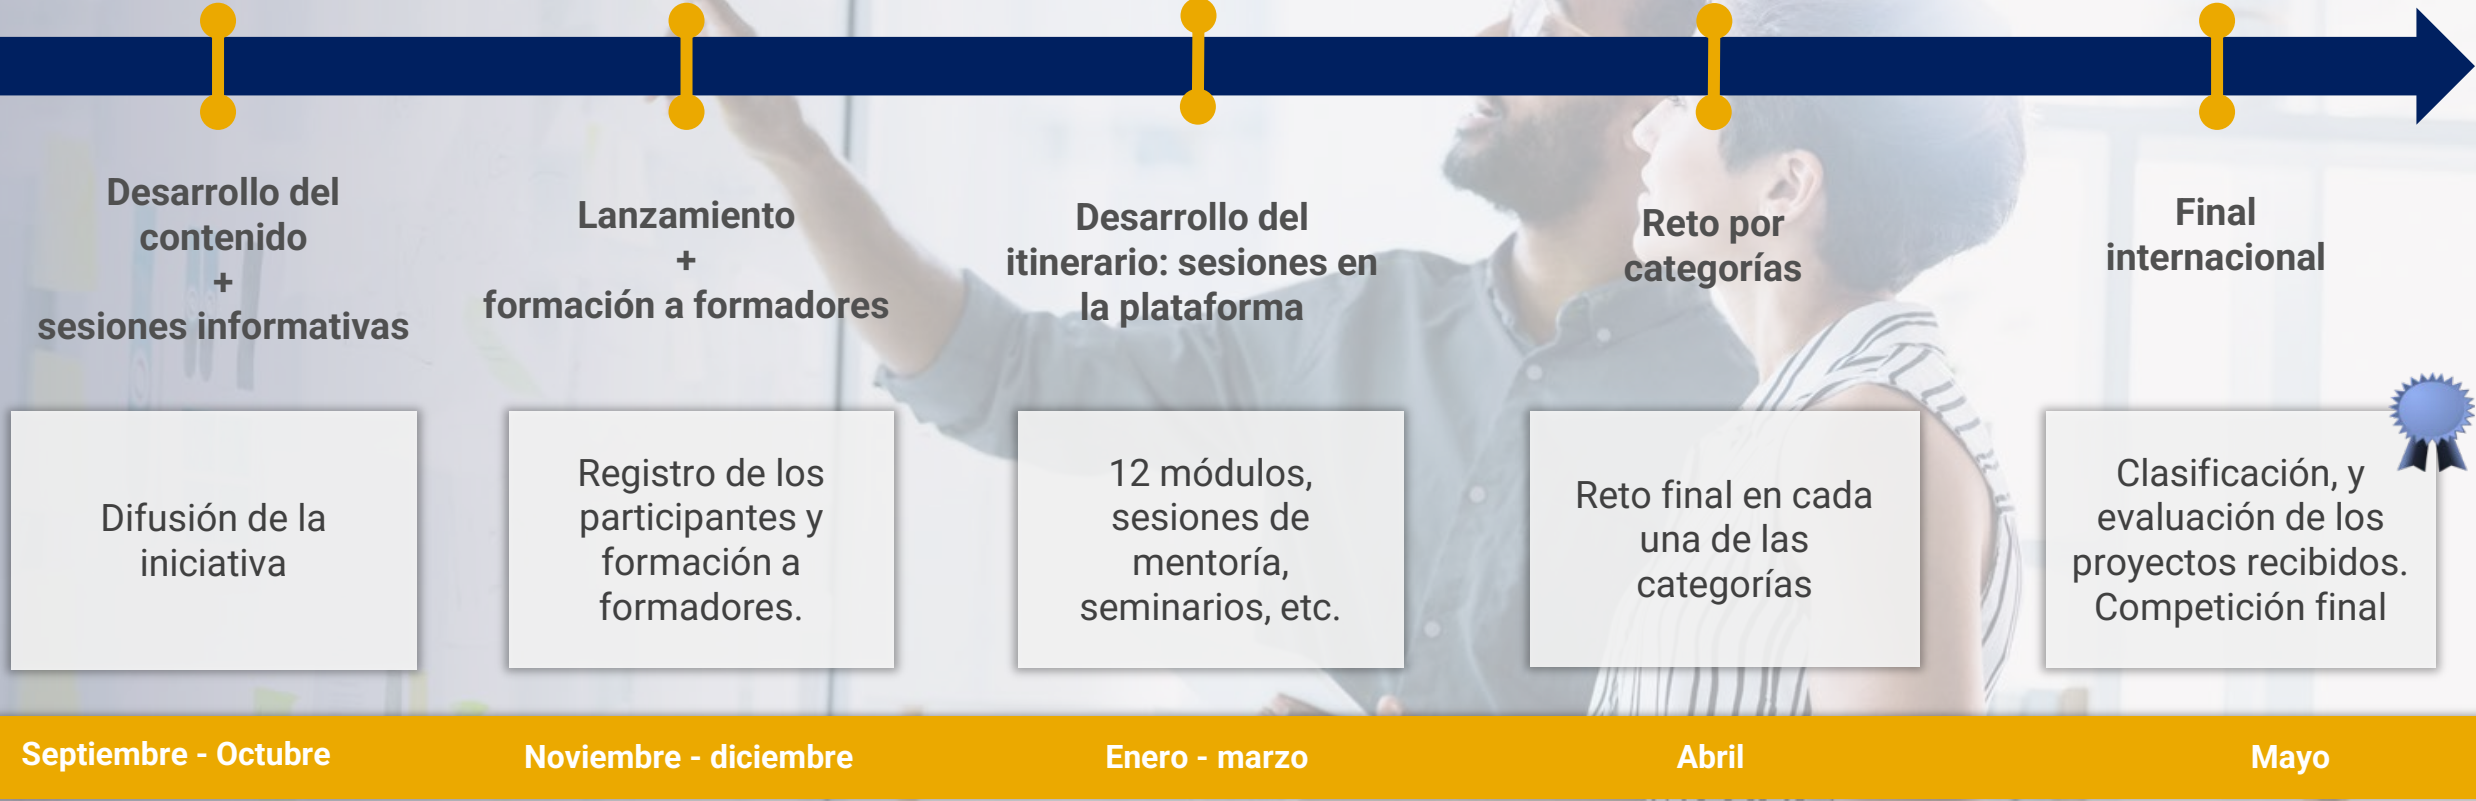 Desarrollo del
contenido
+
sesiones informativas
Lanzamiento
+
formación a formadores
Desarrollo del
itinerario: sesiones en
la plataforma
Reto por
categorías
Final
internacional
Difusión de la
iniciativa
Registro de los
participantes y
formación a
formadores.
12 módulos,
sesiones de
mentoría,
seminarios, etc.
Reto final en cada
una de las
categorías
Clasificación, y
evaluación de los
proyectos recibidos.
Competición final
Septiembre - Octubre
Noviembre - diciembre
Enero - marzo
Abril
Mayo